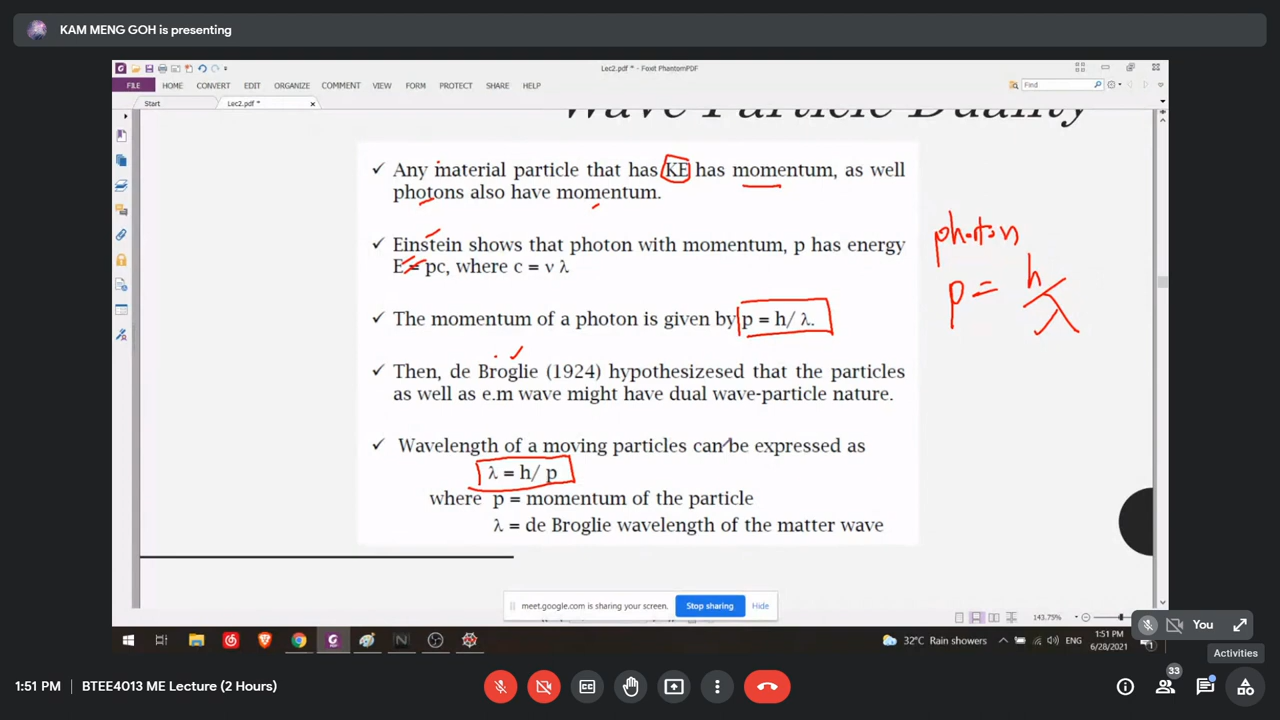 KAM MENG GOH is presenting
Lec2.pdf * - Foxit PhantomPDF
FILE HOME CONVERT EDIT ORGANIZE COMMENT VIEW FORM PROTECT SHARE HELP Find
Start Lec2.pdf *
Wave Particle Duality
✓ Any material particle that has KE has momentum, as well
photons also have momentum.
✓ Einstein shows that photon with momentum, p has energy
E = pc, where c = ν λ
✓ The momentum of a photon is given by p = h/ λ.
✓ Then, de Broglie (1924) hypothesizesed that the particles
as well as e.m wave might have dual wave-particle nature.
✓ Wavelength of a moving particles can be expressed as
λ = h/ p
where p = momentum of the particle
λ = de Broglie wavelength of the matter wave
photon
p = h/λ
meet.google.com is sharing your screen. Stop sharing Hide
143.75%
You
32°C Rain showers ENG 1:51 PM
6/28/2021
Activities
33
1:51 PM | BTEE4013 ME Lecture (2 Hours)